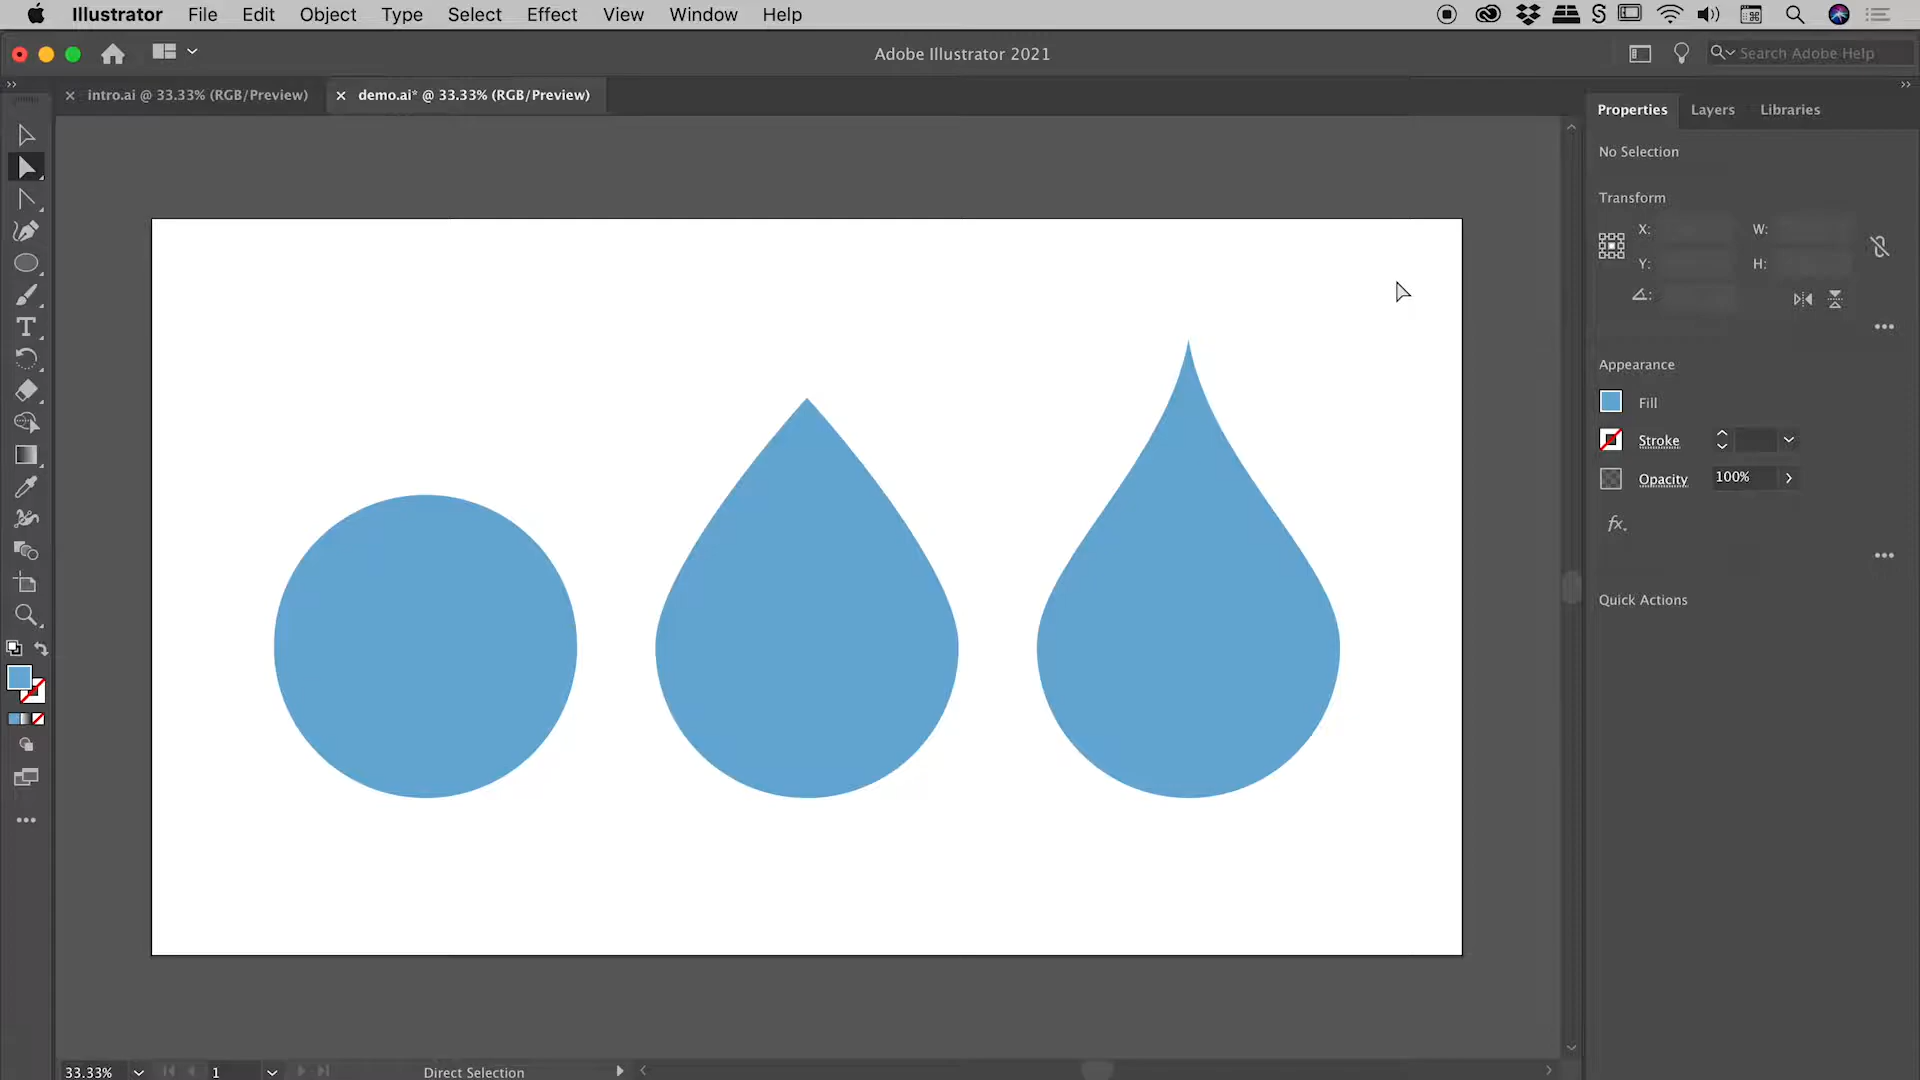 Illustrator File Edit Object Type Select Effect View Window Help
Adobe Illustrator 2021
Search Adobe Help
intro.ai @ 33.33% (RGB/Preview)
demo.ai* @ 33.33% (RGB/Preview)
Properties Layers Libraries
No Selection
Transform
X: W:
Y: H:
Appearance
Fill
Stroke
Opacity 100%
fx.
Quick Actions
33.33% 1 Direct Selection